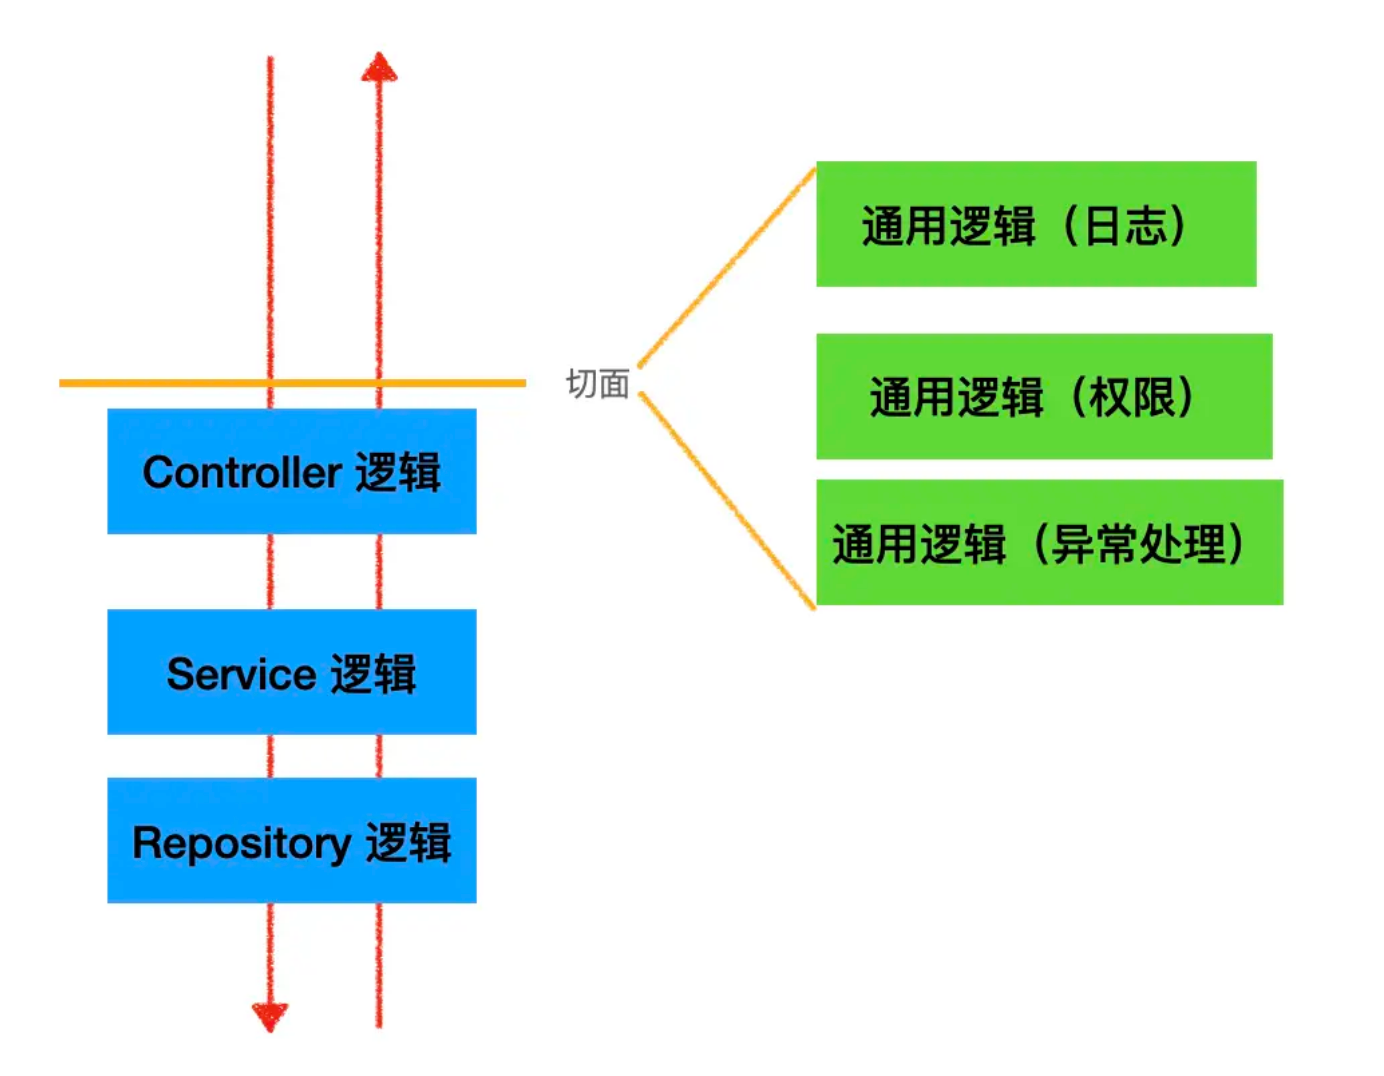 通用逻辑（日志）
切面
通用逻辑（权限）
Controller 逻辑
通用逻辑（异常处理）
Service 逻辑
Repository 逻辑